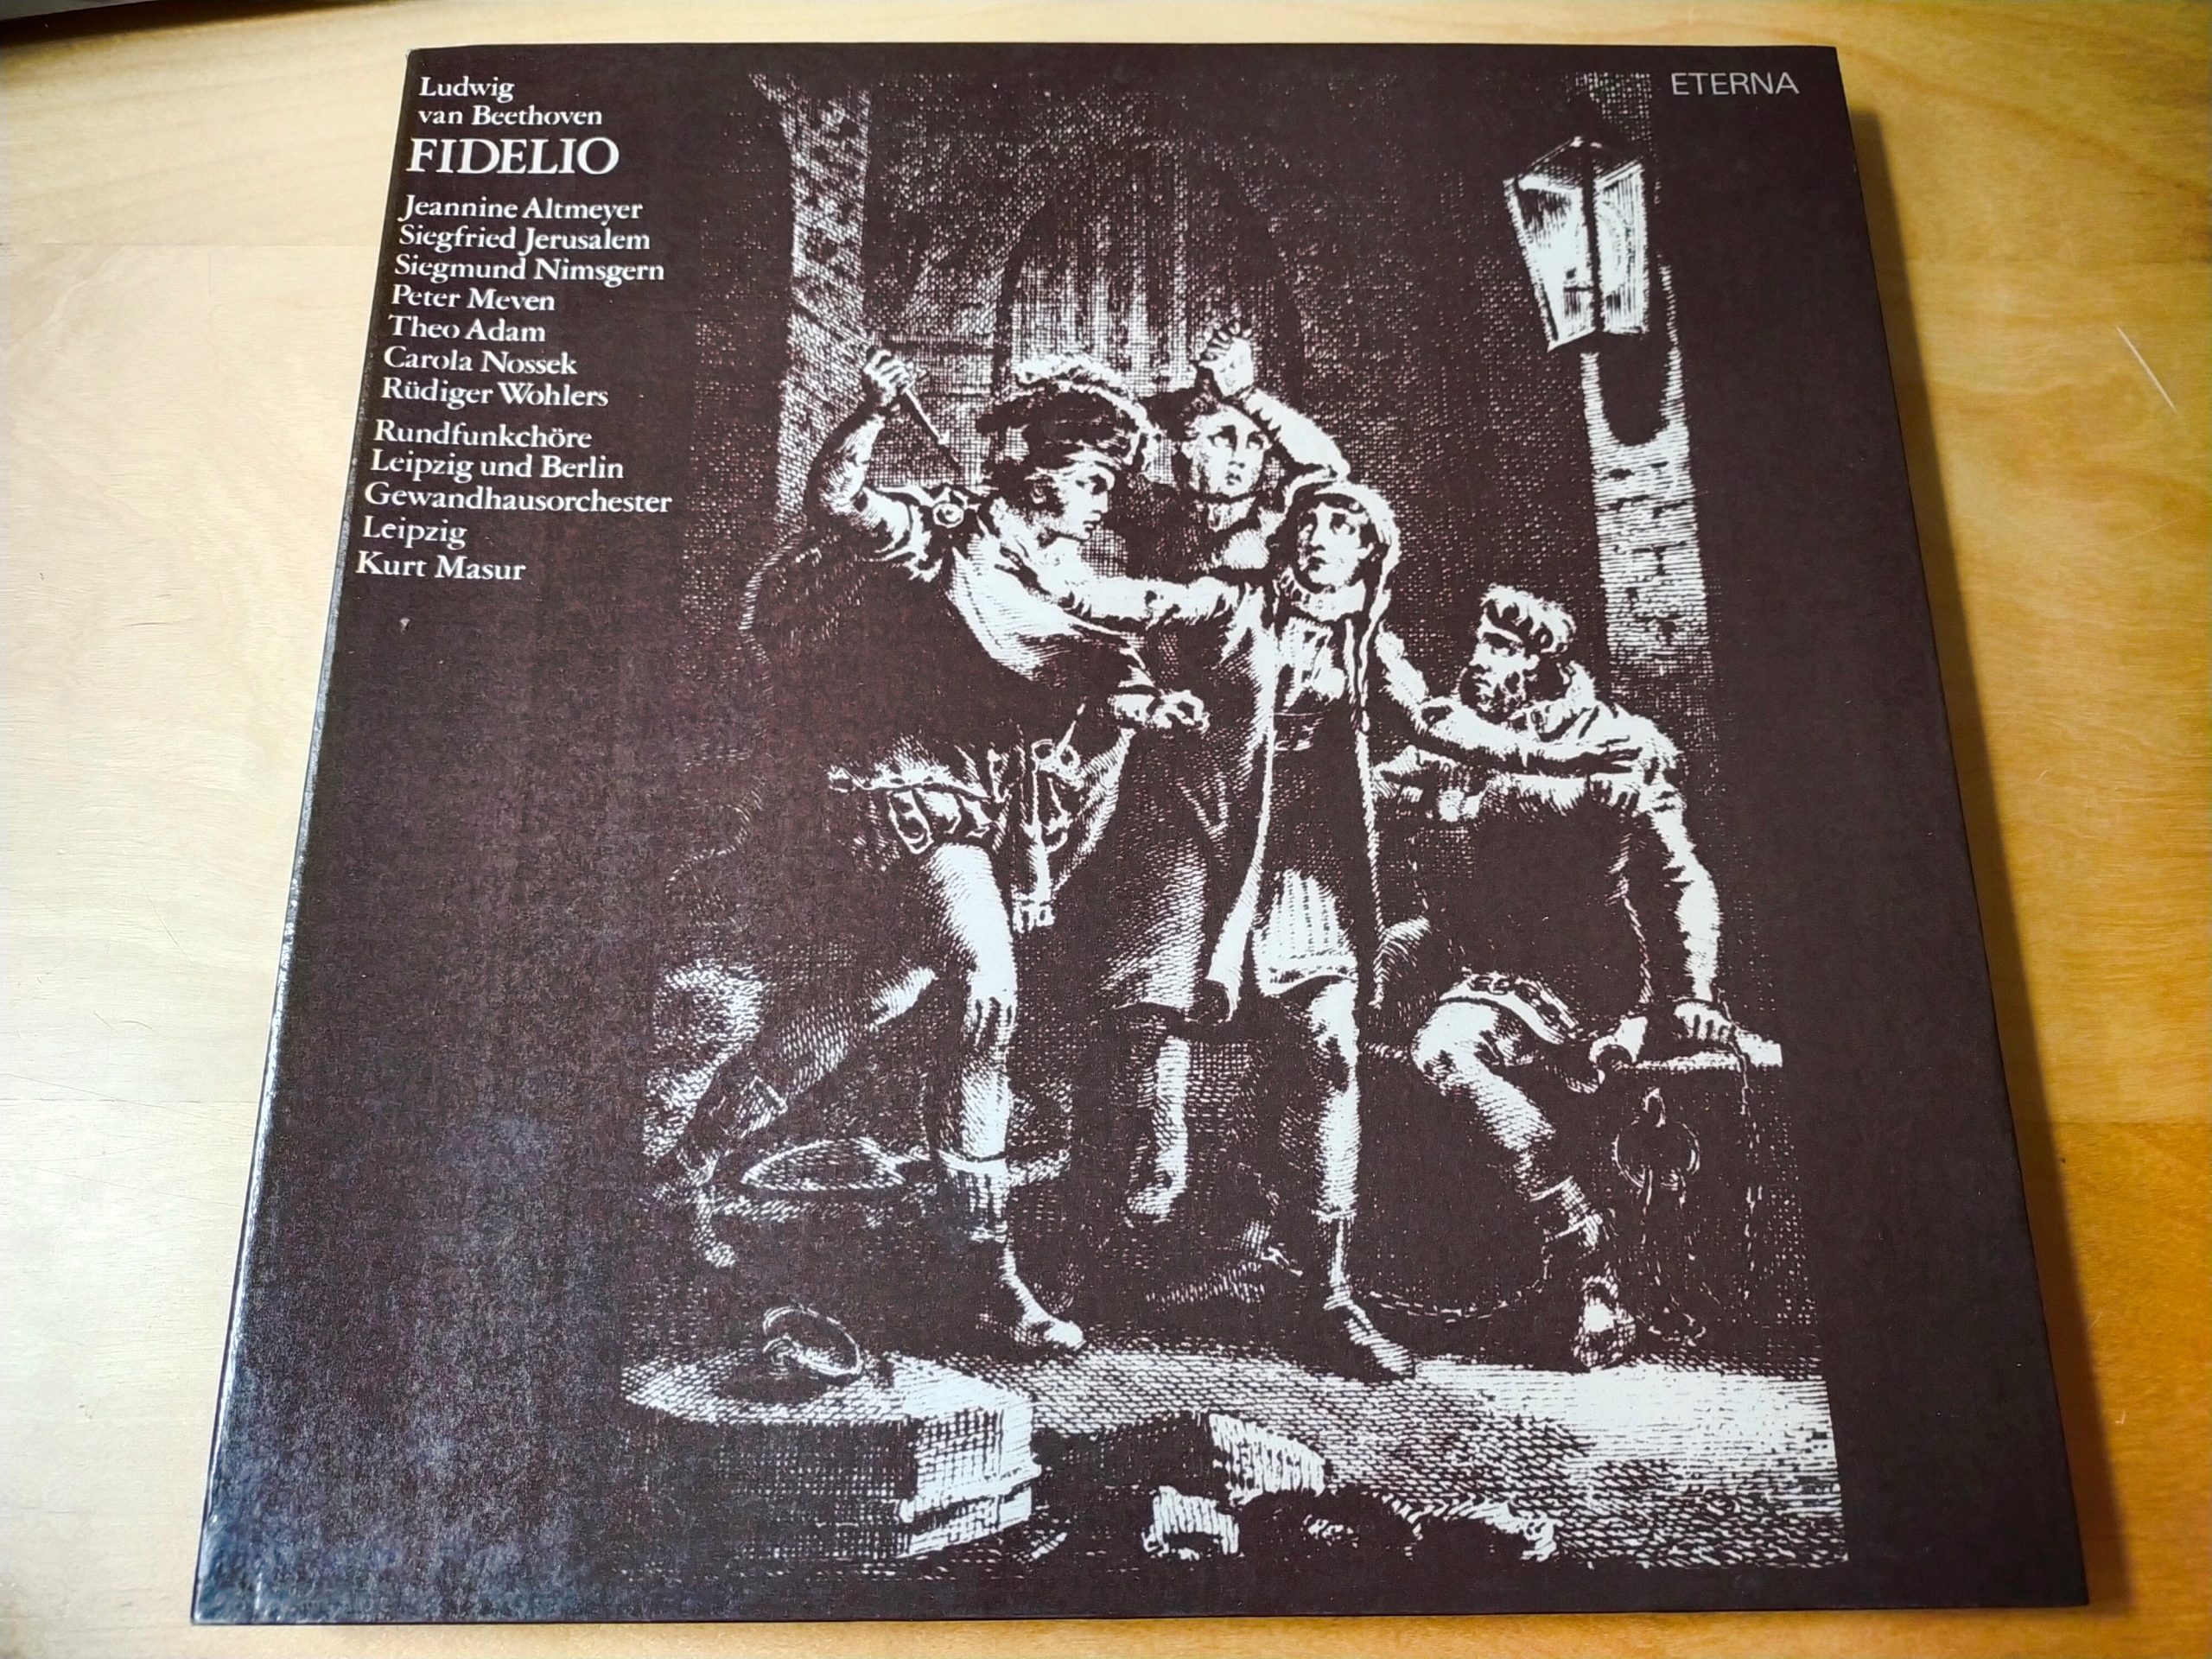 Ludwig
van Beethoven
FIDELIO
Jeannine Altmeyer
Siegfried Jerusalem
Siegmund Nimsgern
Peter Meven
Theo Adam
Carola Nossek
Rüdiger Wohlers
Rundfunkchöre
Leipzig und Berlin
Gewandhausorchester
Leipzig
Kurt Masur
ETERNA